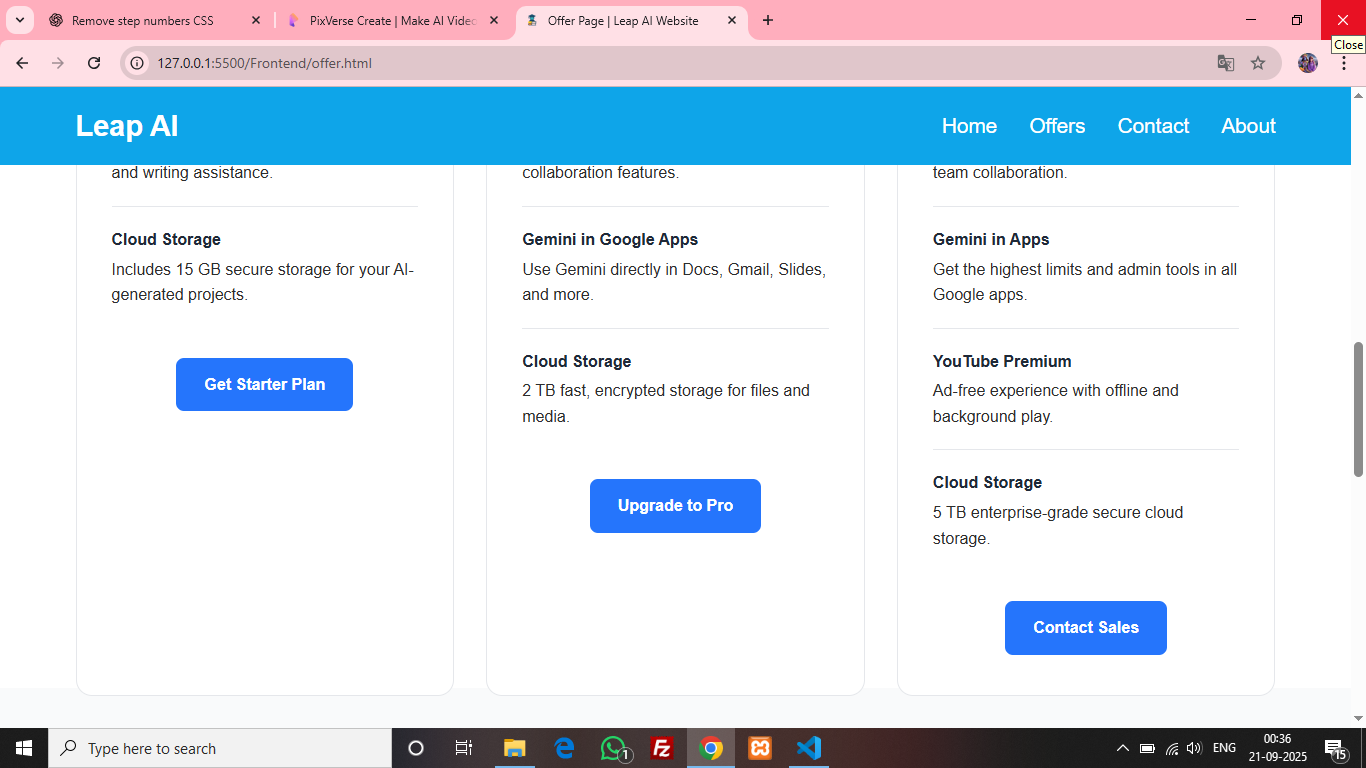 Remove step numbers CSS
PixVerse Create | Make AI Video
Offer Page | Leap AI Website
Close
127.0.0.1:5500/Frontend/offer.html
Leap AI
Home
Offers
Contact
About
and writing assistance.
Cloud Storage
Includes 15 GB secure storage for your AI-
generated projects.
Get Starter Plan
collaboration features.
Gemini in Google Apps
Use Gemini directly in Docs, Gmail, Slides,
and more.
Cloud Storage
2 TB fast, encrypted storage for files and
media.
Upgrade to Pro
team collaboration.
Gemini in Apps
Get the highest limits and admin tools in all
Google apps.
YouTube Premium
Ad-free experience with offline and
background play.
Cloud Storage
5 TB enterprise-grade secure cloud
storage.
Contact Sales
Type here to search
1
Fz
ENG
00:36
21-09-2025
15